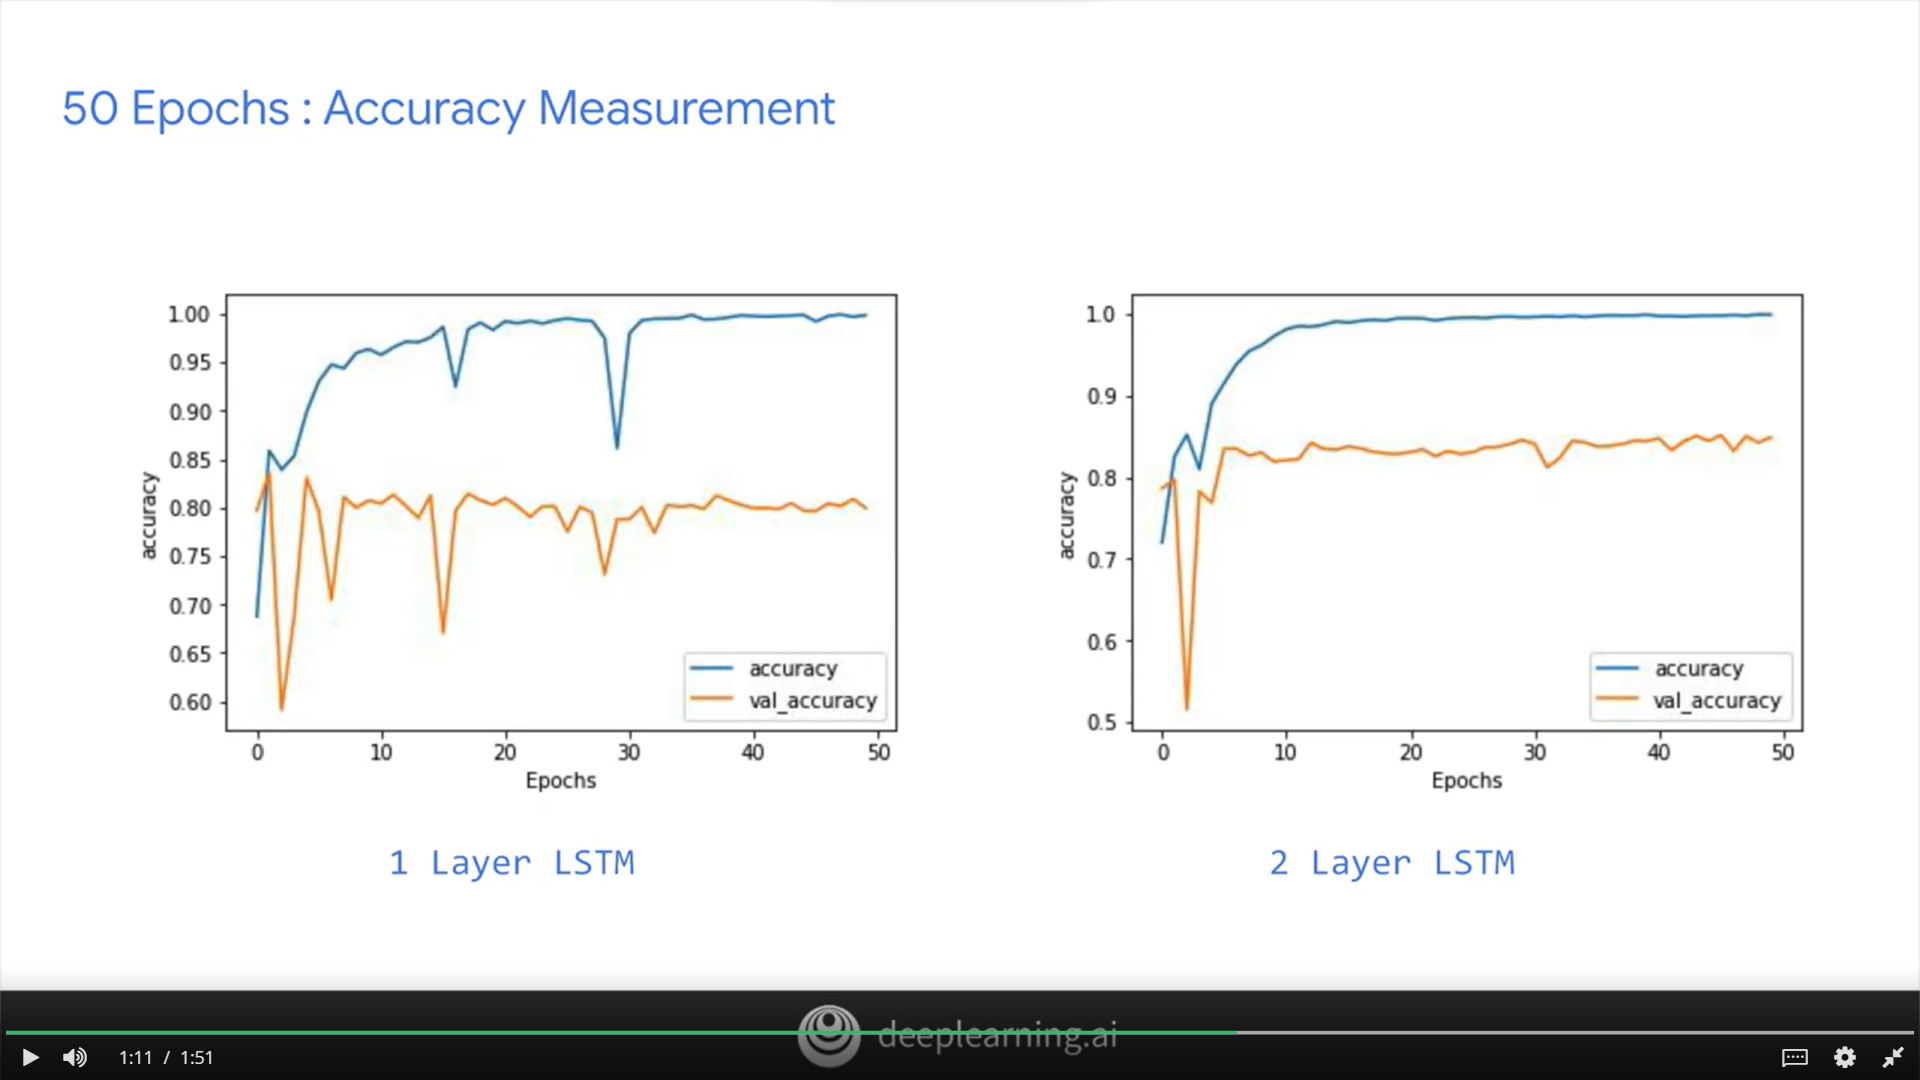 50 Epochs : Accuracy Measurement
1.00
0.95
0.90
0.85
0.80
0.75
0.70
0.65
0.60
accuracy
accuracy
val_accuracy
0 10 20 30 40 50
Epochs
1 Layer LSTM
1.0
0.9
0.8
0.7
0.6
0.5
accuracy
accuracy
val_accuracy
0 10 20 30 40 50
Epochs
2 Layer LSTM
deeplearning.ai
1:11 / 1:51